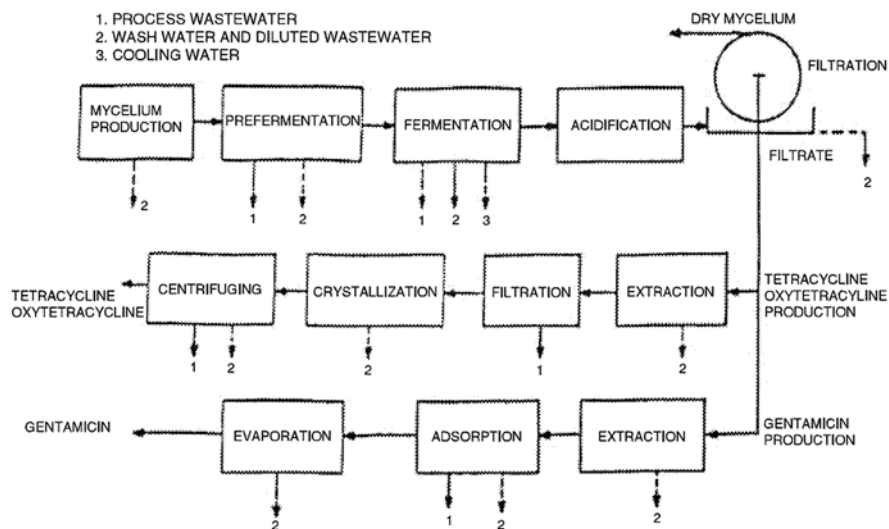 1. PROCESS WASTEWATER
2. WASH WATER AND DILUTED WASTEWATER
3. COOLING WATER
DRY MYCELIUM
FILTRATION
MYCELIUM
PRODUCTION
PREFERMENTATION
FERMENTATION
ACIDIFICATION
FILTRATE
2
1
2
1
2
3
2
TETRACYCLINE
OXYTETRACYCLINE
CENTRIFUGING
CRYSTALLIZATION
FILTRATION
EXTRACTION
TETRACYCLINE
OXYTETRACYLINE
PRODUCTION
1
2
2
1
2
GENTAMICIN
EVAPORATION
ADSORPTION
EXTRACTION
GENTAMICIN
PRODUCTION
2
1
2
2